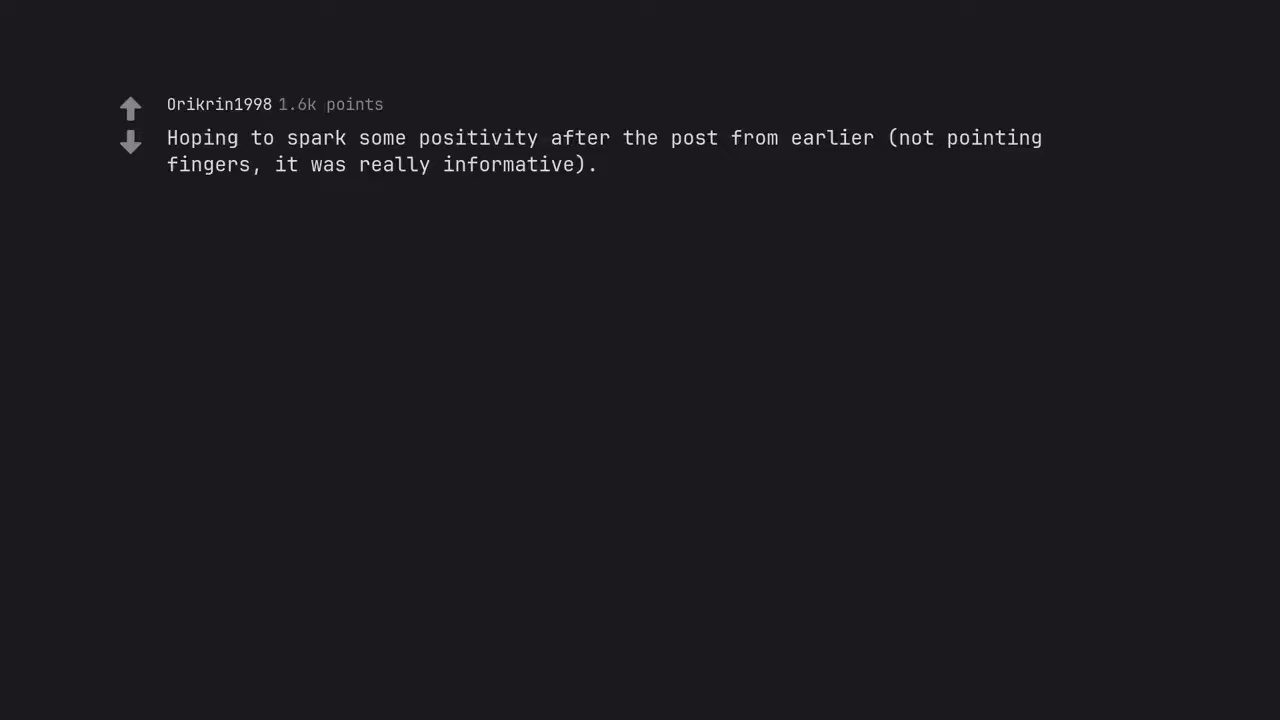 Orikrin1998 1.6k points
Hoping to spark some positivity after the post from earlier (not pointing
fingers, it was really informative).